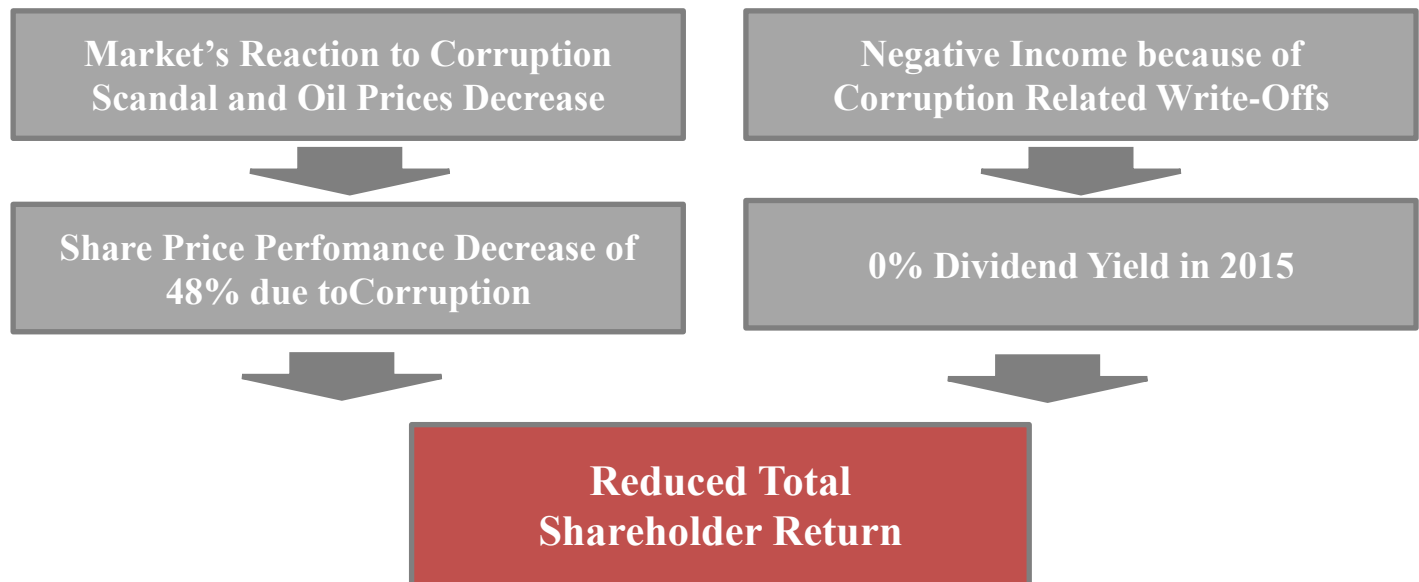 Market’s Reaction to Corruption
Scandal and Oil Prices Decrease
Negative Income because of
Corruption Related Write-Offs
Share Price Perfomance Decrease of
48% due toCorruption
0% Dividend Yield in 2015
Reduced Total
Shareholder Return